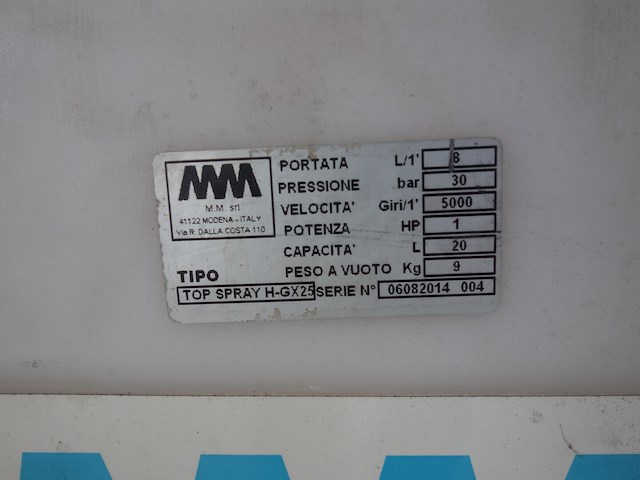 MM
M.M. srl
41122 MODENA - ITALY
Via R. DALLA COSTA 110
PORTATA L/1' 8
PRESSIONE bar 30
VELOCITA' Giri/1' 5000
POTENZA HP 1
CAPACITA' L 20
PESO A VUOTO Kg 9
TIPO
TOP SPRAY H-GX25 SERIE N° 06082014 004